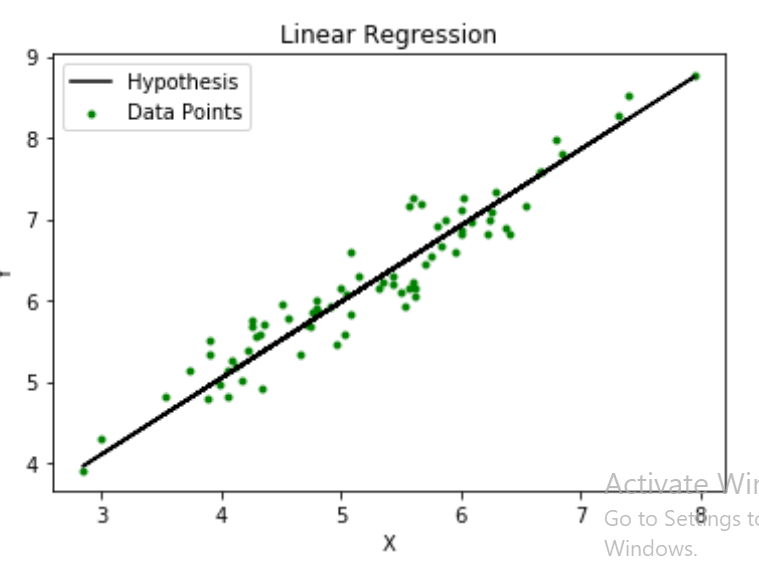 Linear Regression
Hypothesis
Data Points
9
8
7
6
5
4
3 4 5 6 7 8
X
Activate Win
Go to Settings to
Windows.